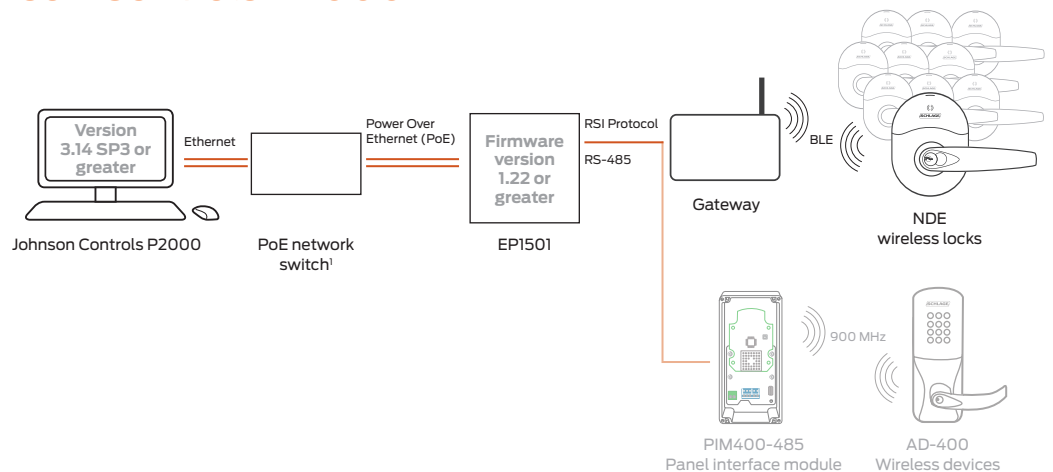 Version
3.14 SP3 or
greater
Ethernet
Power Over
Ethernet (PoE)
Firmware
version
1.22 or
greater
RSI Protocol
RS-485
BLE
SCHLAGE
Johnson Controls P2000
PoE network
switch¹
EP1501
Gateway
NDE
wireless locks
900 MHz
SCHLAGE
PIM400-485
Panel interface module
AD-400
Wireless devices